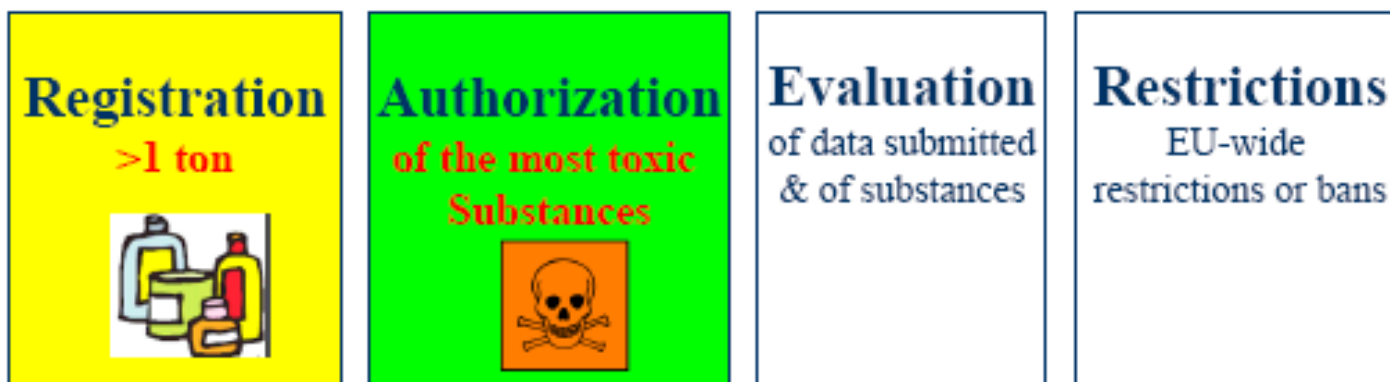 Registration
>1 ton
Authorization
of the most toxic
Substances
Evaluation
of data submitted
& of substances
Restrictions
EU-wide
restrictions or bans